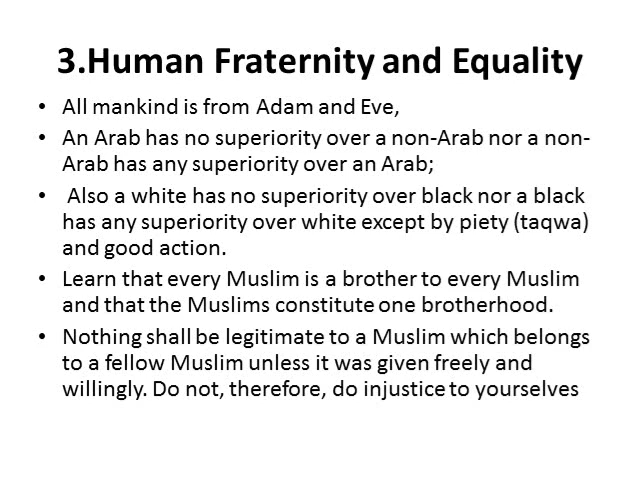 3.Human Fraternity and Equality
• All mankind is from Adam and Eve,
• An Arab has no superiority over a non-Arab nor a non-
Arab has any superiority over an Arab;
• Also a white has no superiority over black nor a black
has any superiority over white except by piety (taqwa)
and good action.
• Learn that every Muslim is a brother to every Muslim
and that the Muslims constitute one brotherhood.
• Nothing shall be legitimate to a Muslim which belongs
to a fellow Muslim unless it was given freely and
willingly. Do not, therefore, do injustice to yourselves